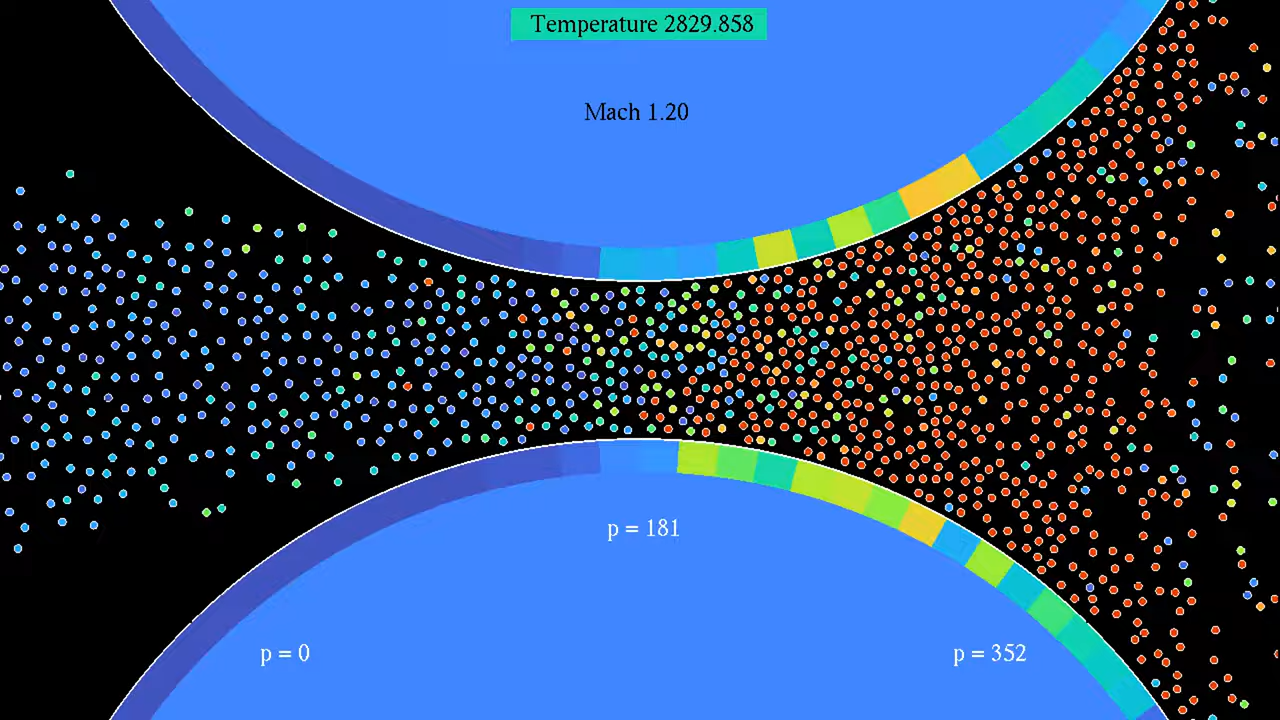 Temperature 2829.858
Mach 1.20
p = 181
p = 0
p = 352